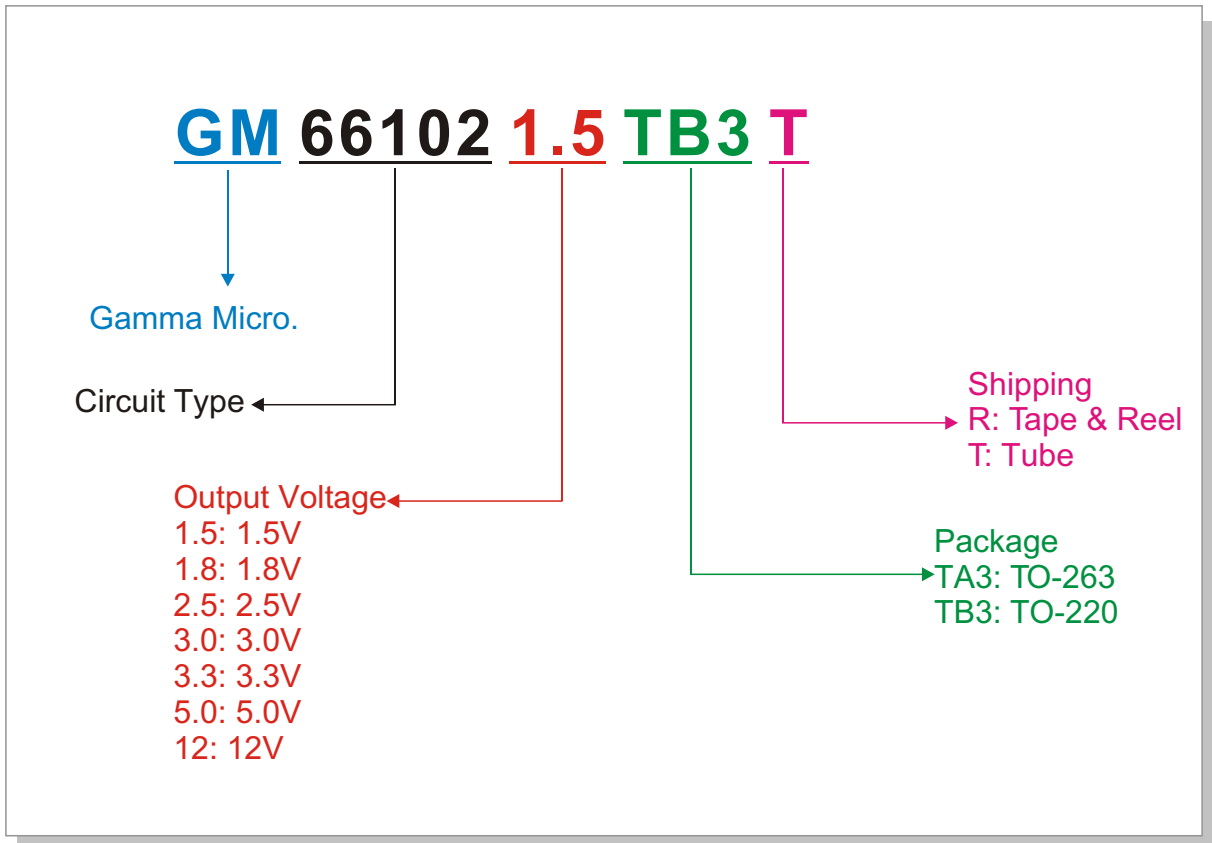 GM 66102 1.5 TB3 T
Gamma Micro.
Circuit Type
Output Voltage
1.5: 1.5V
1.8: 1.8V
2.5: 2.5V
3.0: 3.0V
3.3: 3.3V
5.0: 5.0V
12: 12V
Shipping
R: Tape & Reel
T: Tube
Package
TA3: TO-263
TB3: TO-220